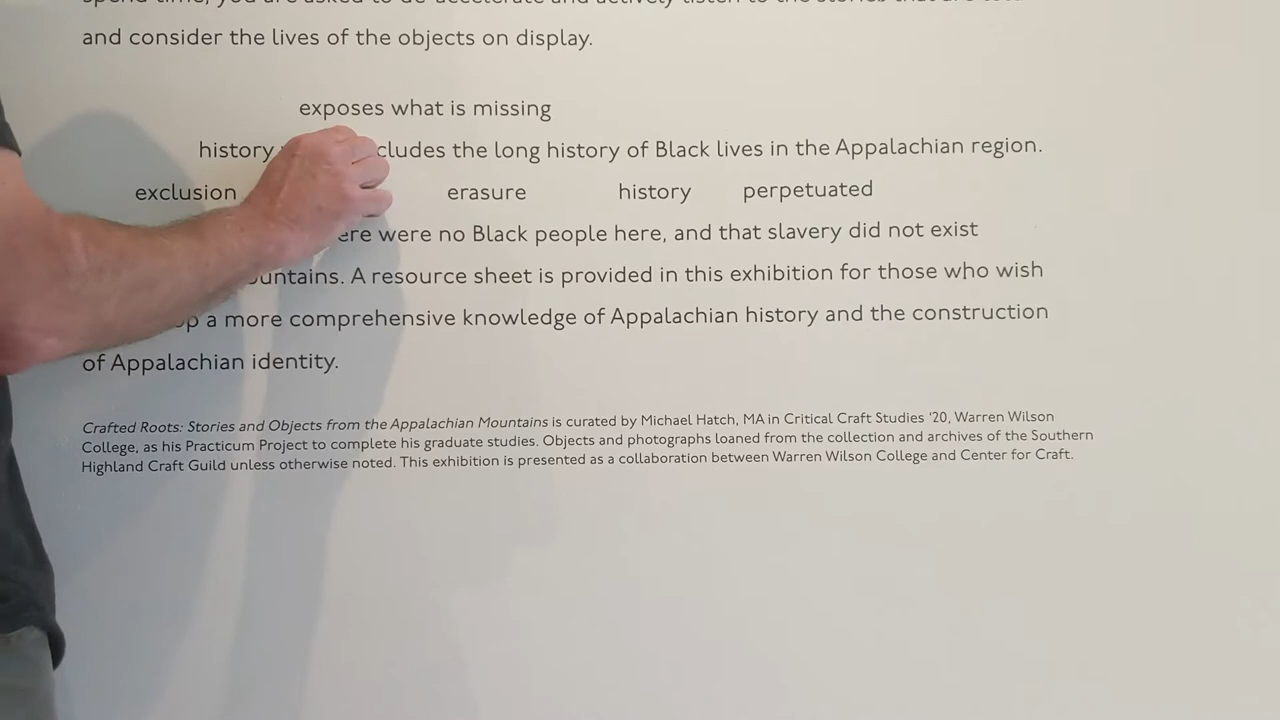 and consider the lives of the objects on display.
exposes what is missing
history cludes the long history of Black lives in the Appalachian region.
exclusion erasure history perpetuated
ere were no Black people here, and that slavery did not exist
untains. A resource sheet is provided in this exhibition for those who wish
p a more comprehensive knowledge of Appalachian history and the construction
of Appalachian identity.
Crafted Roots: Stories and Objects from the Appalachian Mountains is curated by Michael Hatch, MA in Critical Craft Studies '20, Warren Wilson
College, as his Practicum Project to complete his graduate studies. Objects and photographs loaned from the collection and archives of the Southern
Highland Craft Guild unless otherwise noted. This exhibition is presented as a collaboration between Warren Wilson College and Center for Craft.